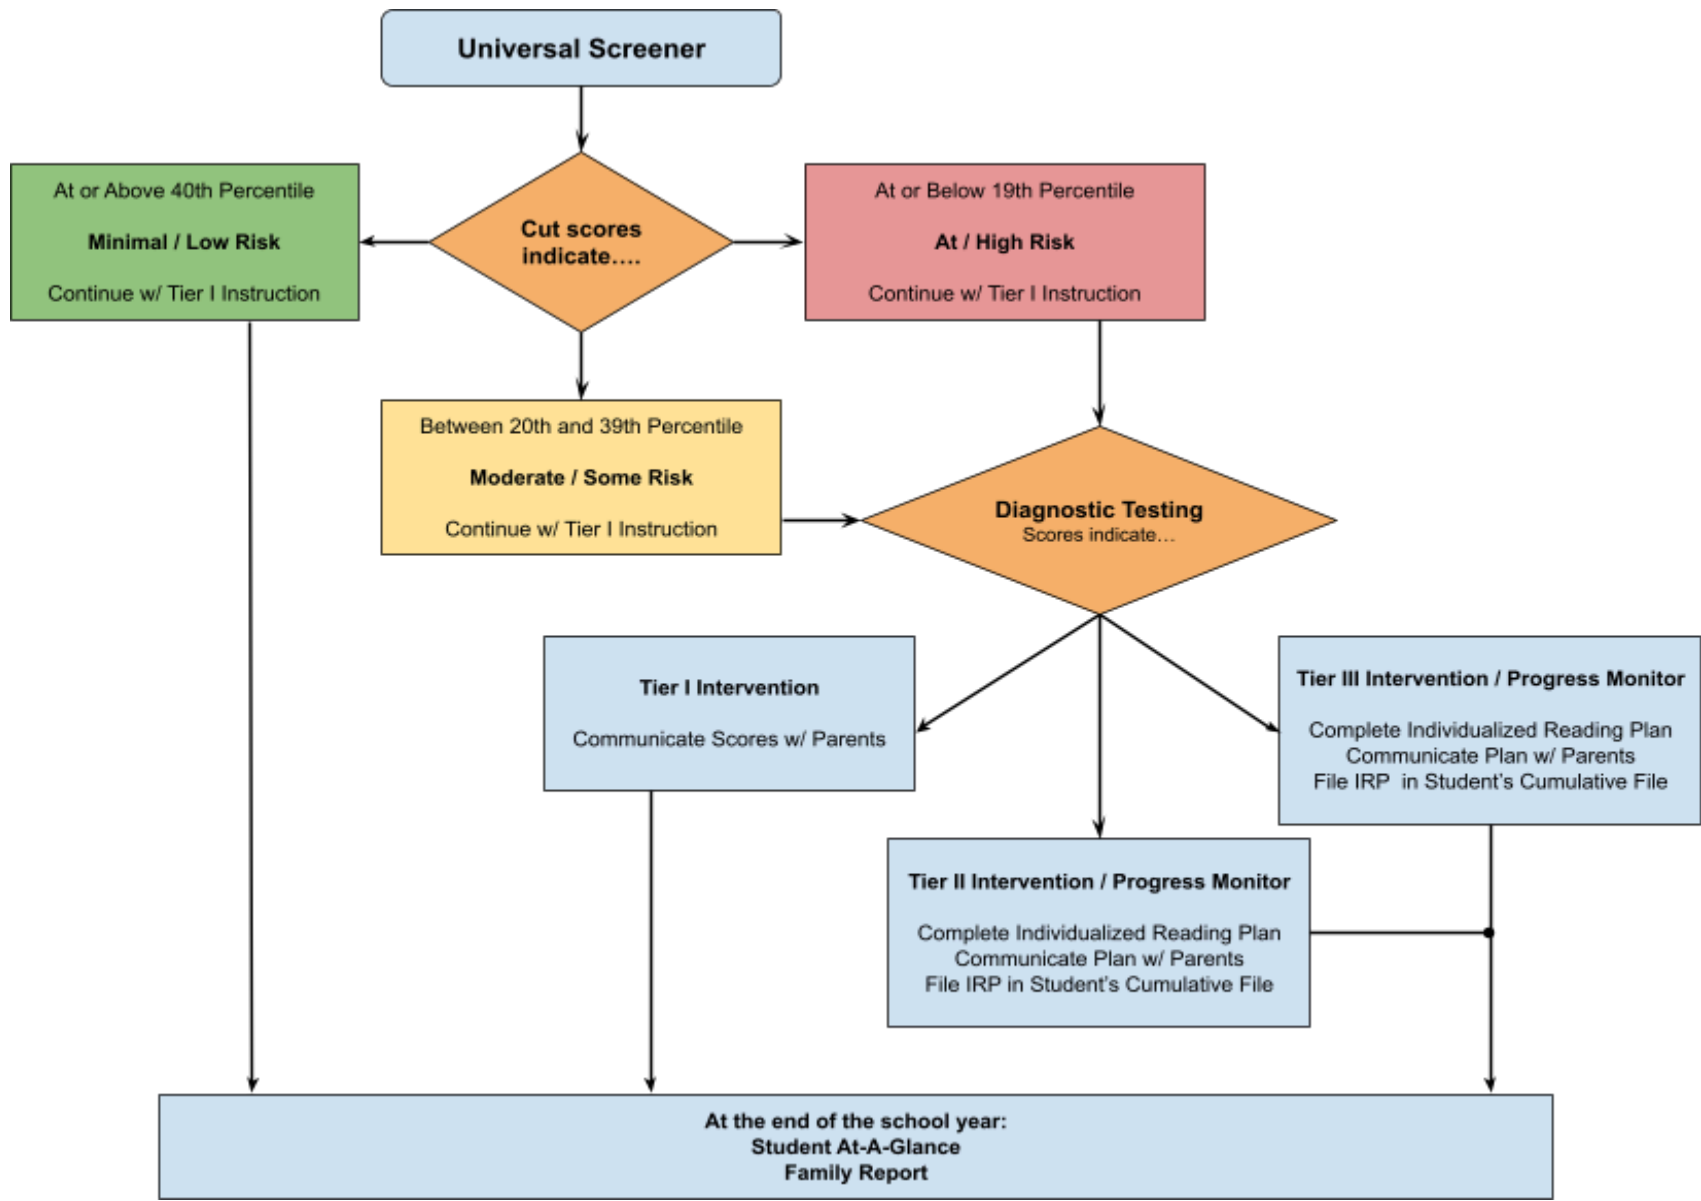 Universal Screener
At or Above 40th Percentile
Minimal / Low Risk
Continue w/ Tier I Instruction
Cut scores
indicate....
At or Below 19th Percentile
At / High Risk
Continue w/ Tier I Instruction
Between 20th and 39th Percentile
Moderate / Some Risk
Continue w/ Tier I Instruction
Diagnostic Testing
Scores indicate...
Tier I Intervention
Communicate Scores w/ Parents
Tier III Intervention / Progress Monitor
Complete Individualized Reading Plan
Communicate Plan w/ Parents
File IRP  in Student's Cumulative File
Tier II Intervention / Progress Monitor
Complete Individualized Reading Plan
Communicate Plan w/ Parents
File IRP in Student's Cumulative File
At the end of the school year:
Student At-A-Glance
Family Report